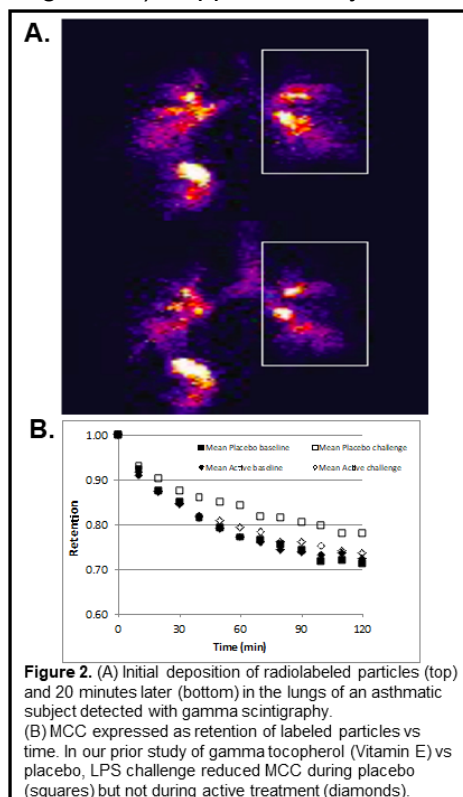 A.
B.
1.00
0.90
0.80
0.70
0.60
Retention
■ Mean Placebo baseline □ Mean Placebo challenge
◆ Mean Active baseline ◇ Mean Active challenge
0 30 60 90 120
Time (min)
Figure 2. (A) Initial deposition of radiolabeled particles (top)
and 20 minutes later (bottom) in the lungs of an asthmatic
subject detected with gamma scintigraphy.
(B) MCC expressed as retention of labeled particles vs
time. In our prior study of gamma tocopherol (Vitamin E) vs
placebo, LPS challenge reduced MCC during placebo
(squares) but not during active treatment (diamonds).